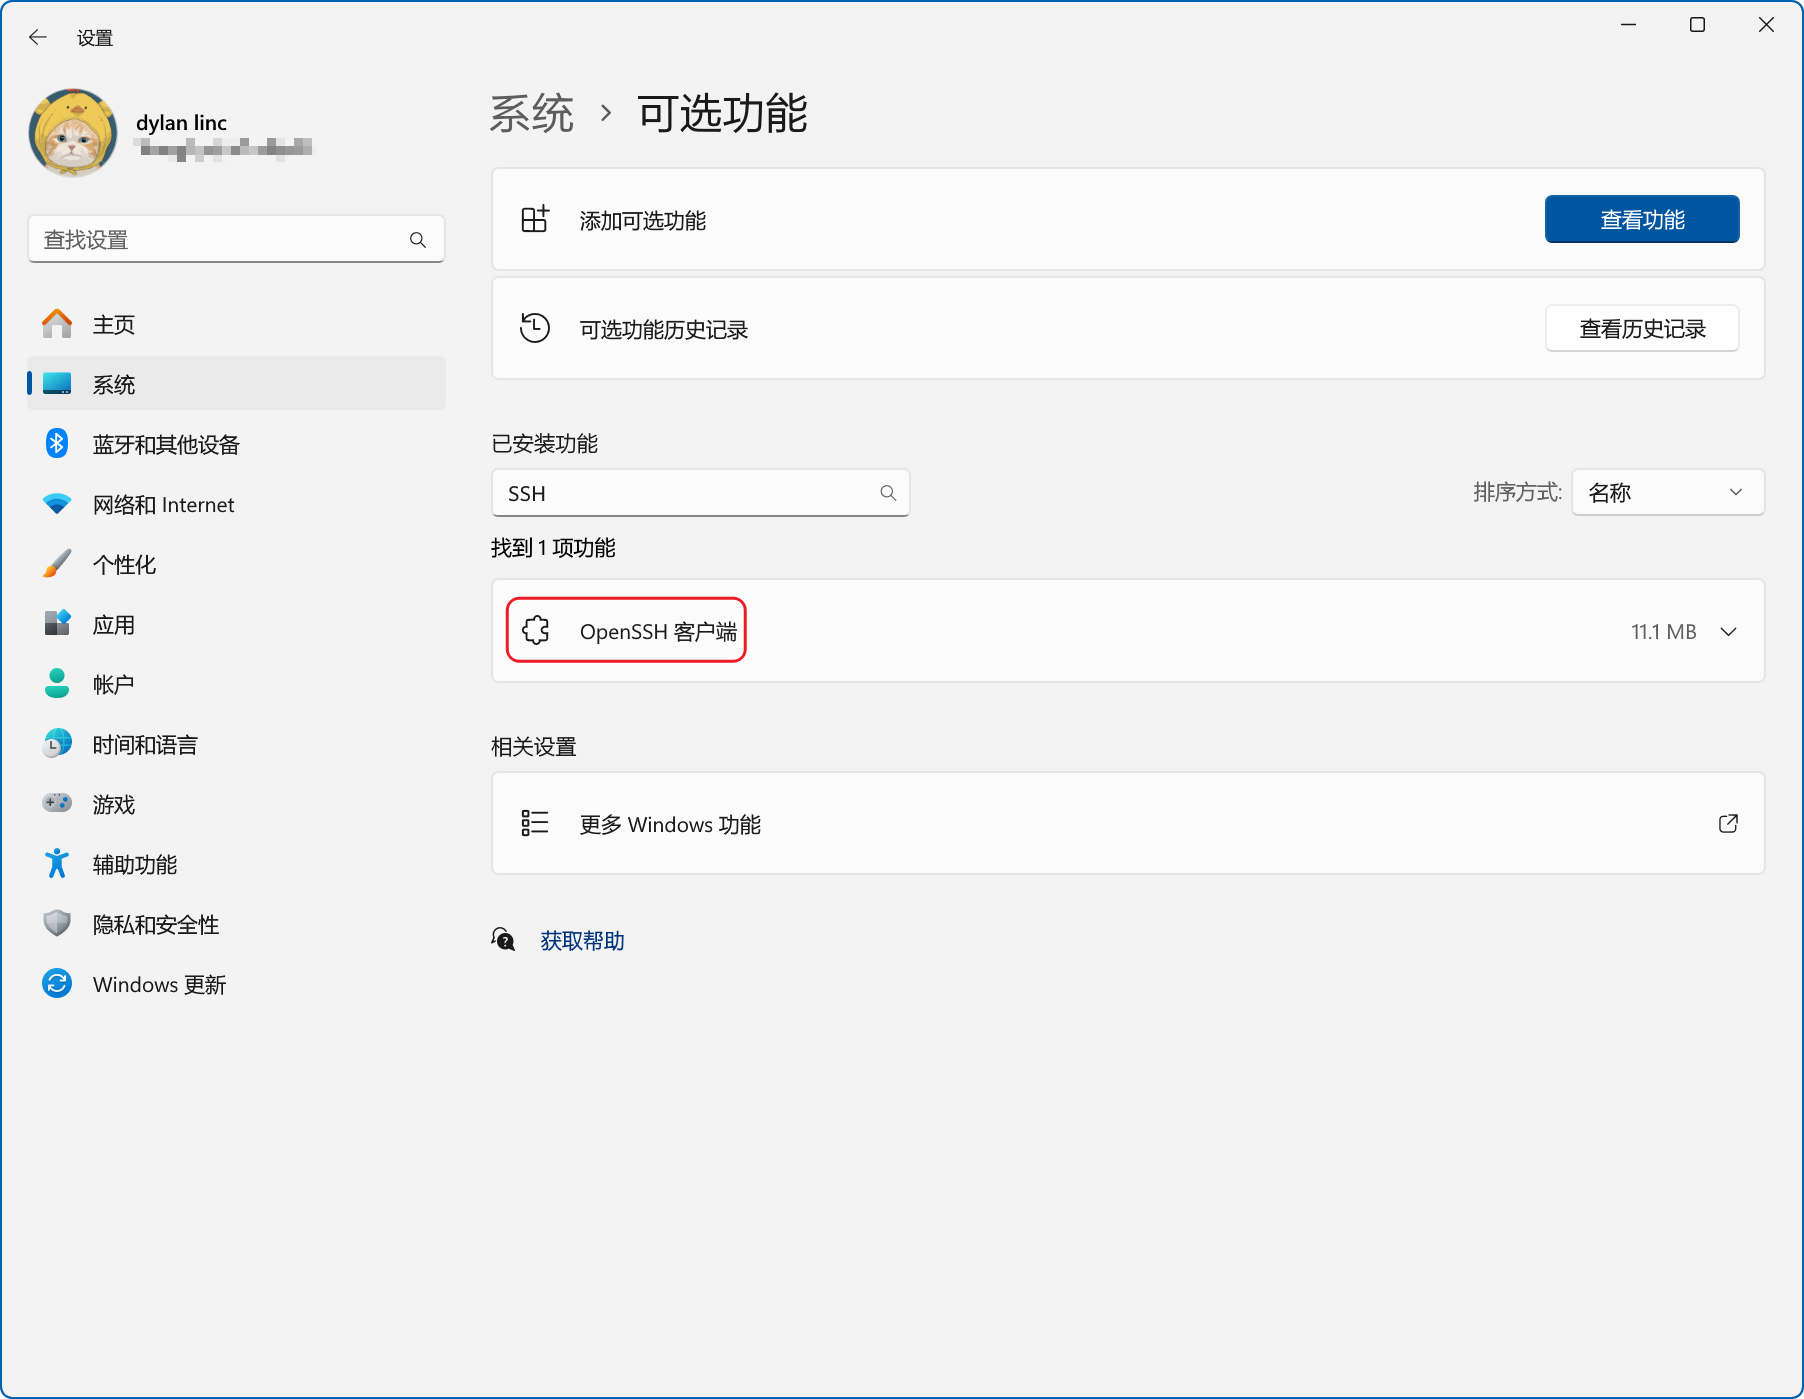 设置
dylan linc
查找设置
主页
系统
蓝牙和其他设备
网络和 Internet
个性化
应用
帐户
时间和语言
游戏
辅助功能
隐私和安全性
Windows 更新
系统 › 可选功能
添加可选功能
查看功能
可选功能历史记录
查看历史记录
已安装功能
SSH
排序方式: 名称
找到 1 项功能
OpenSSH 客户端
11.1 MB
相关设置
更多 Windows 功能
获取帮助